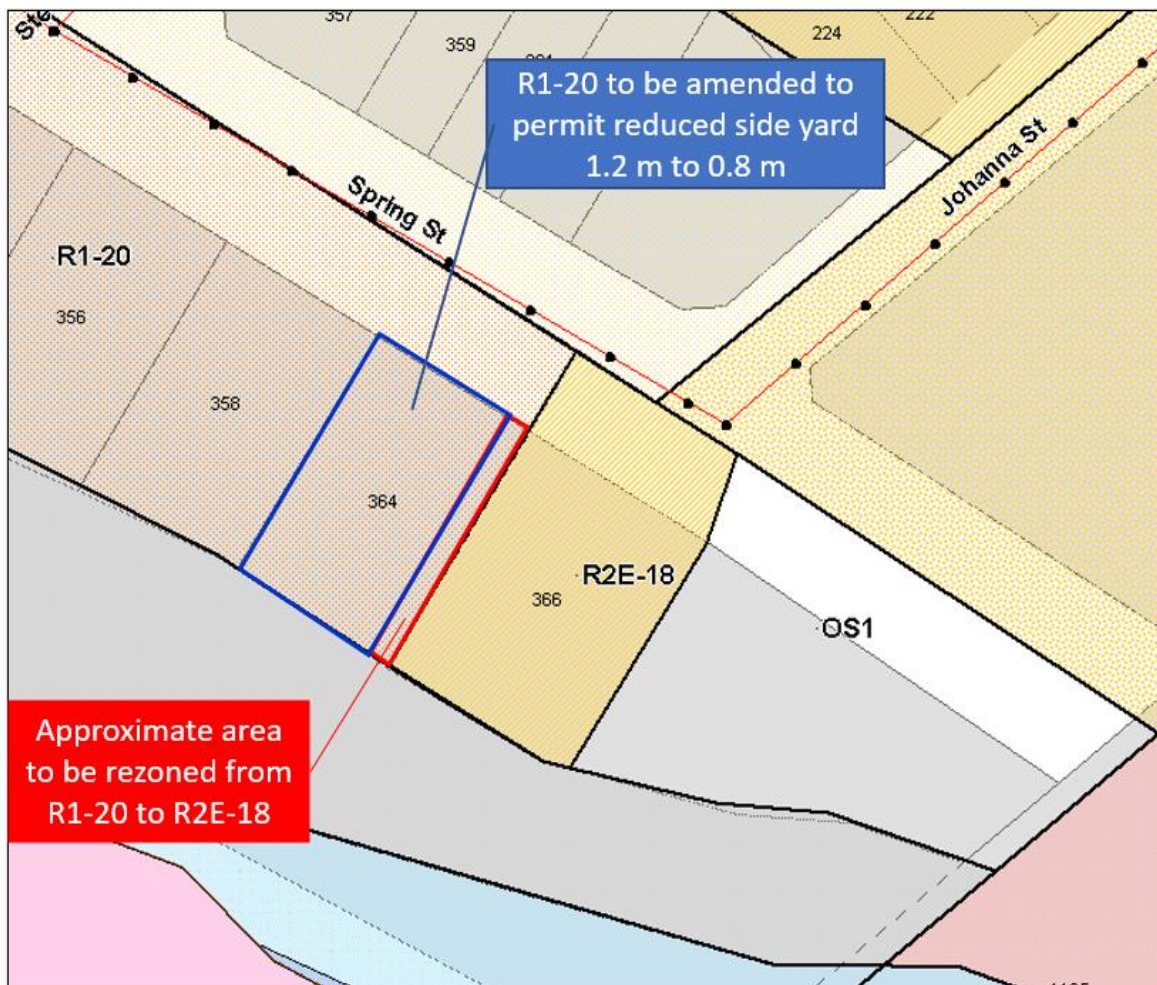 357
222
359
224
R1-20 to be amended to
permit reduced side yard
1.2 m to 0.8 m
Johanna St
Spring St
R1-20
356
358
364
R2E-18
366
OS1
Approximate area
to be rezoned from
R1-20 to R2E-18